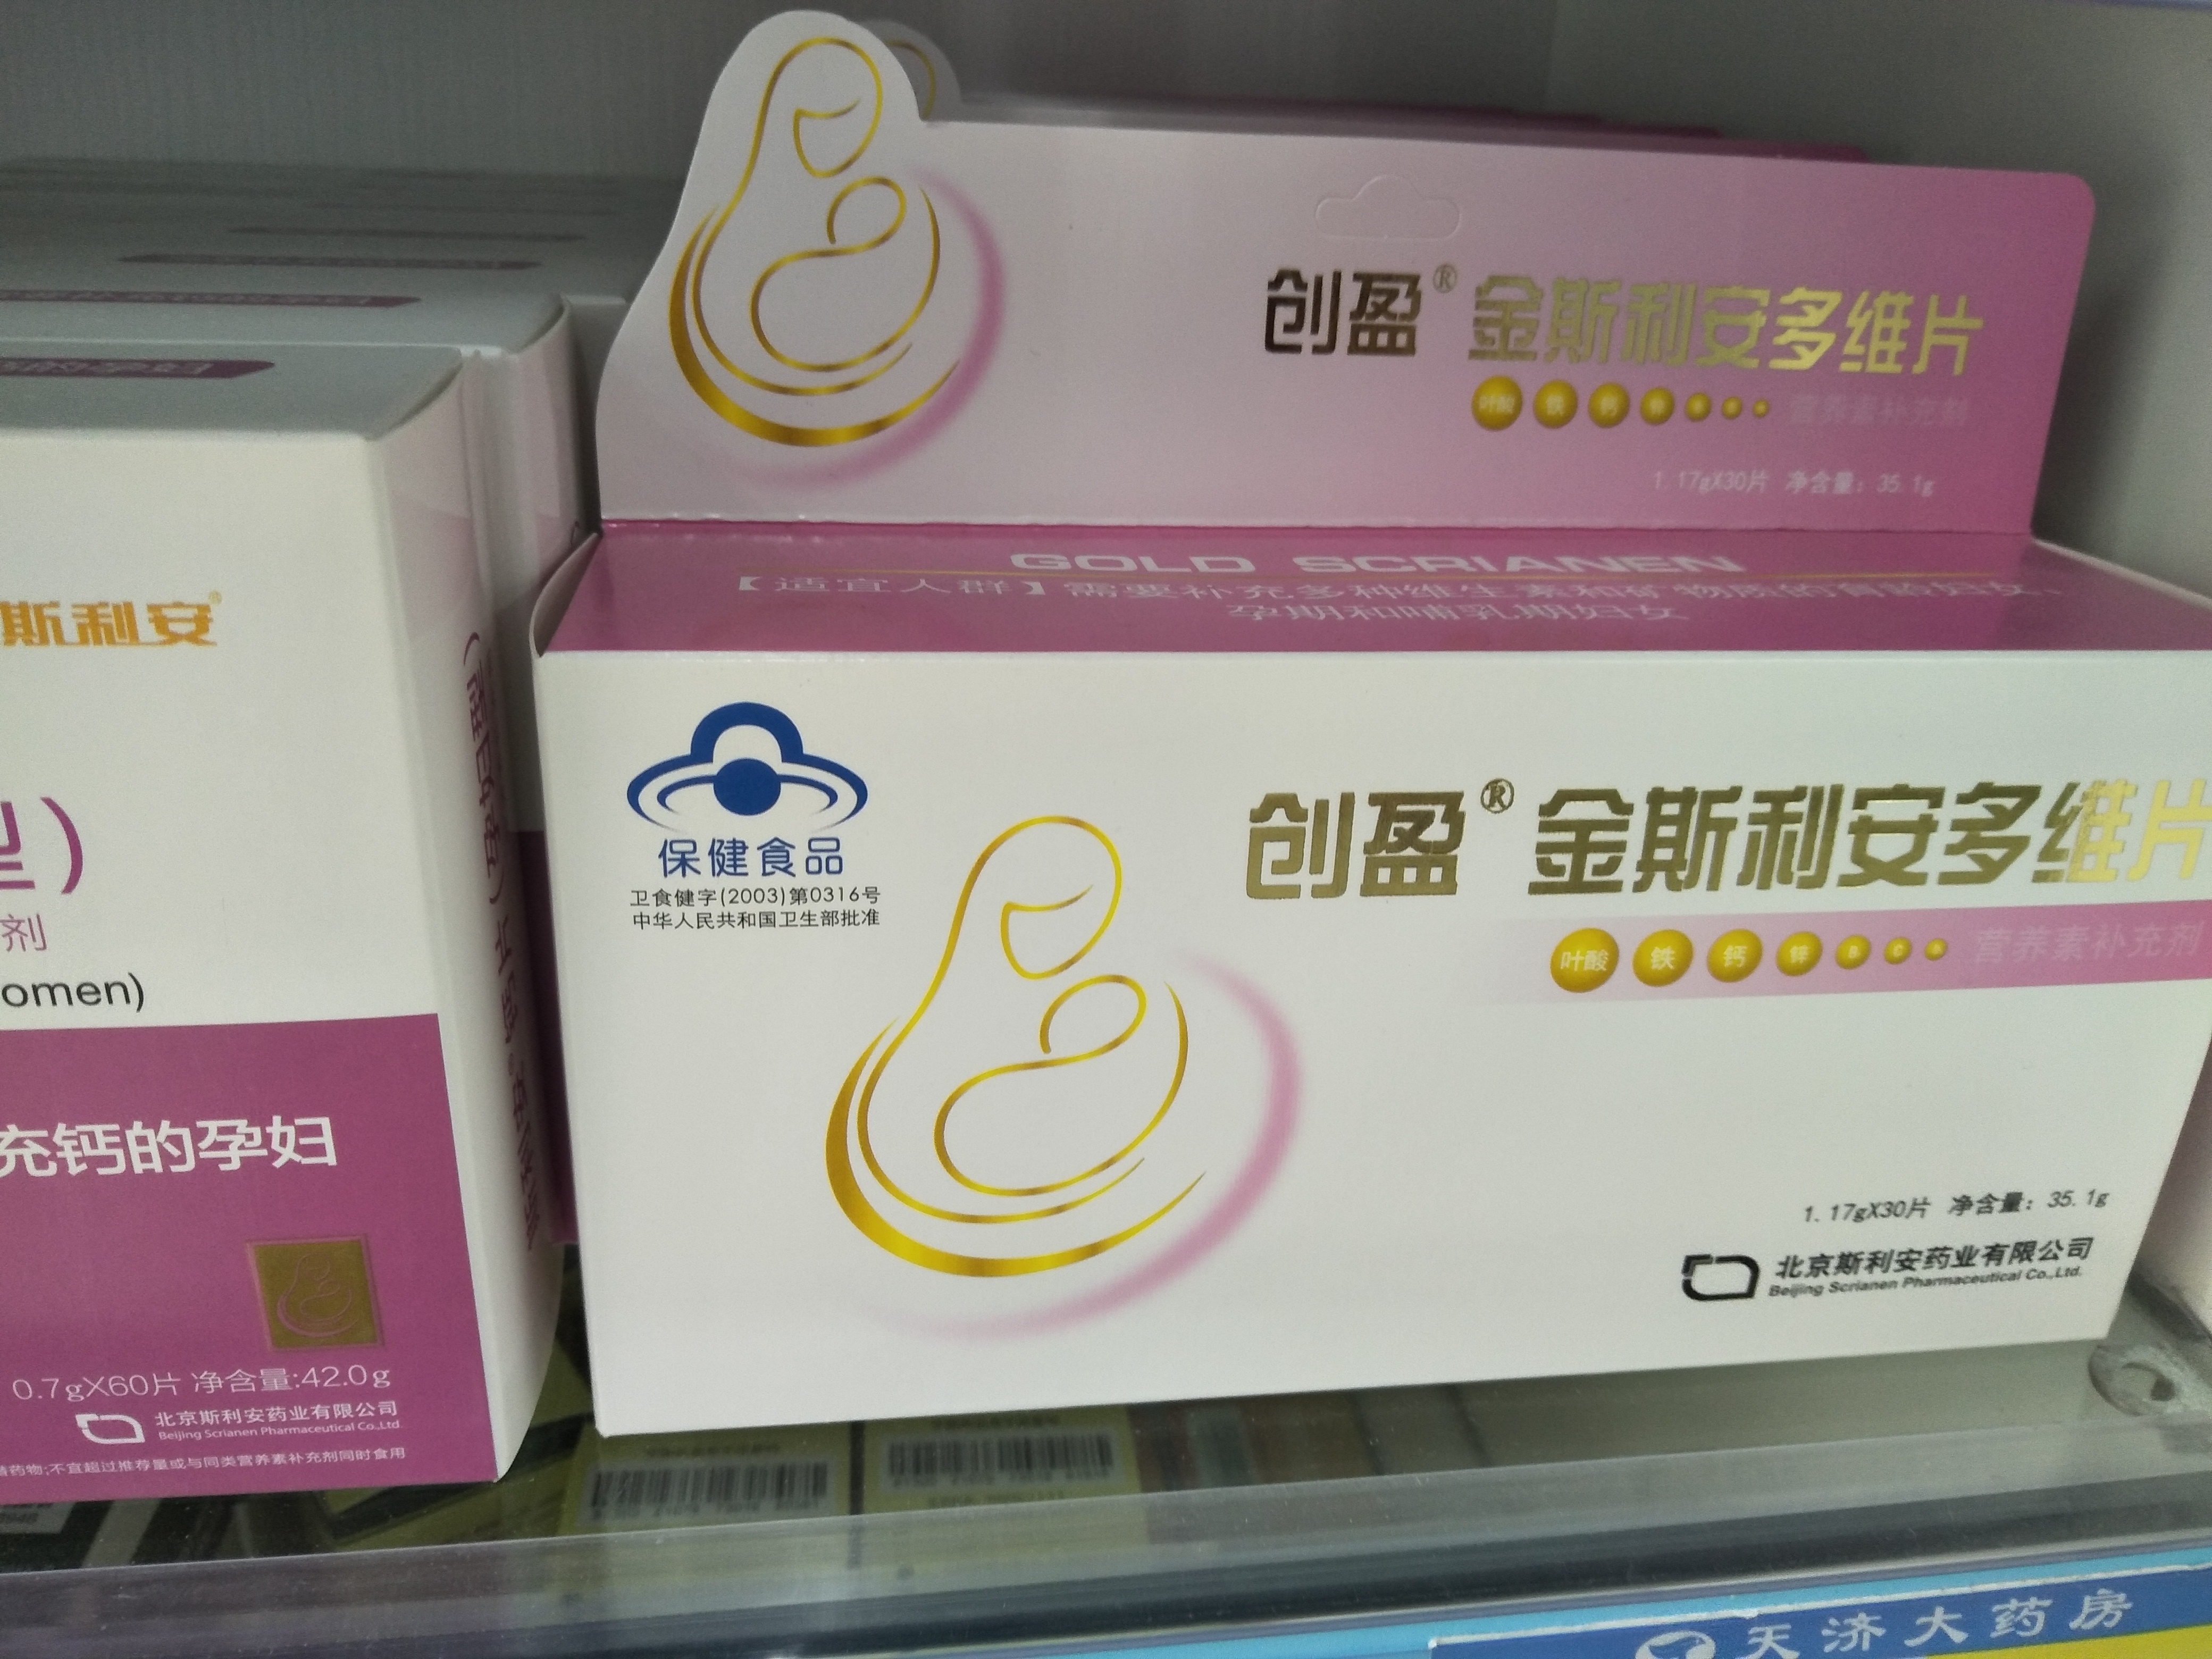 创盈® 金斯利安多维片
叶酸 铁 钙 锌 营养素补充剂
1.17gX30片 净含量：35.1g
GOLD SCRIANEN
【适宜人群】需要补充多种维生素和矿物质的育龄妇女、
孕期和哺乳期妇女
保健食品
卫食健字(2003)第0316号
中华人民共和国卫生部批准
创盈® 金斯利安多维片
叶酸 铁 钙 锌 B C D 营养素补充剂
1.17gX30片 净含量：35.1g
北京斯利安药业有限公司
Beijing Scrianen Pharmaceutical Co.,Ltd.
的孕妇
斯利安®
型）
剂
omen)
充钙的孕妇
0.7gX60片 净含量:42.0g
北京斯利安药业有限公司
Beijing Scrianen Pharmaceutical Co.,Ltd
药物;不宜超过推荐量或与同类营养素补充剂同时食用
天济大药房